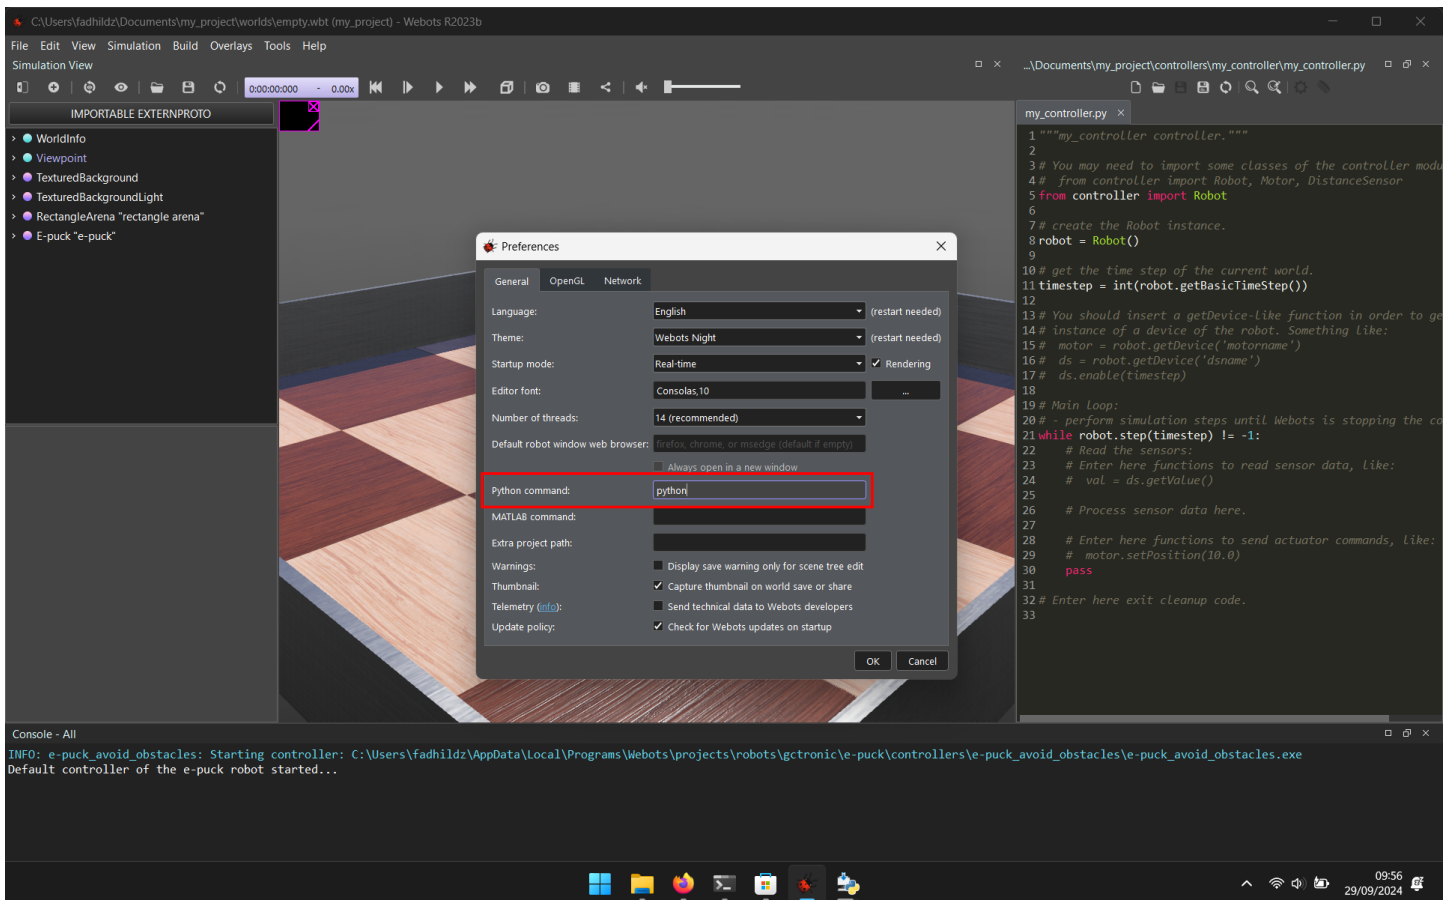 C:\Users\fadhildz\Documents\my_project\worlds\empty.wbt (my_project) - Webots R2023b
File Edit View Simulation Build Overlays Tools Help
Simulation View
0:00:00:000 - 0.00x
IMPORTABLE EXTERNPROTO
WorldInfo
Viewpoint
TexturedBackground
TexturedBackgroundLight
RectangleArena "rectangle arena"
E-puck "e-puck"
Preferences
General OpenGL Network
Language: English (restart needed)
Theme: Webots Night (restart needed)
Startup mode: Real-time Rendering
Editor font: Consolas,10 ...
Number of threads: 14 (recommended)
Default robot window web browser: firefox, chrome, or msedge (default if empty)
Always open in a new window
Python command: python
MATLAB command:
Extra project path:
Warnings: Display save warning only for scene tree edit
Thumbnail: Capture thumbnail on world save or share
Telemetry (info): Send technical data to Webots developers
Update policy: Check for Webots updates on startup
OK Cancel
...\Documents\my_project\controllers\my_controller\my_controller.py
my_controller.py
1 """my_controller controller."""
2
3 # You may need to import some classes of the controller modu
4 #  from controller import Robot, Motor, DistanceSensor
5 from controller import Robot
6
7 # create the Robot instance.
8 robot = Robot()
9
10 # get the time step of the current world.
11 timestep = int(robot.getBasicTimeStep())
12
13 # You should insert a getDevice-like function in order to ge
14 # instance of a device of the robot. Something like:
15 #  motor = robot.getDevice('motorname')
16 #  ds = robot.getDevice('dsname')
17 #  ds.enable(timestep)
18
19 # Main loop:
20 # - perform simulation steps until Webots is stopping the co
21 while robot.step(timestep) != -1:
22     # Read the sensors:
23     # Enter here functions to read sensor data, like:
24     #  val = ds.getValue()
25
26     # Process sensor data here.
27
28     # Enter here functions to send actuator commands, like:
29     #  motor.setPosition(10.0)
30     pass
31
32 # Enter here exit cleanup code.
33
Console - All
INFO: e-puck_avoid_obstacles: Starting controller: C:\Users\fadhildz\AppData\Local\Programs\Webots\projects\robots\gctronic\e-puck\controllers\e-puck_avoid_obstacles\e-puck_avoid_obstacles.exe
Default controller of the e-puck robot started...
09:56
29/09/2024